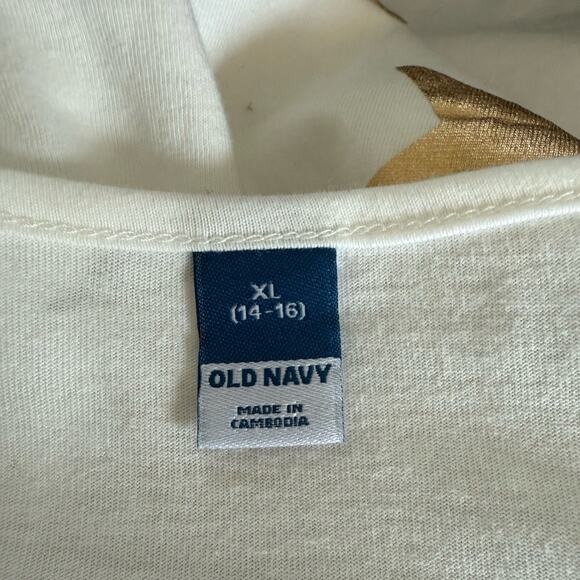 XL
(14-16)
OLD NAVY
MADE IN
CAMBODIA